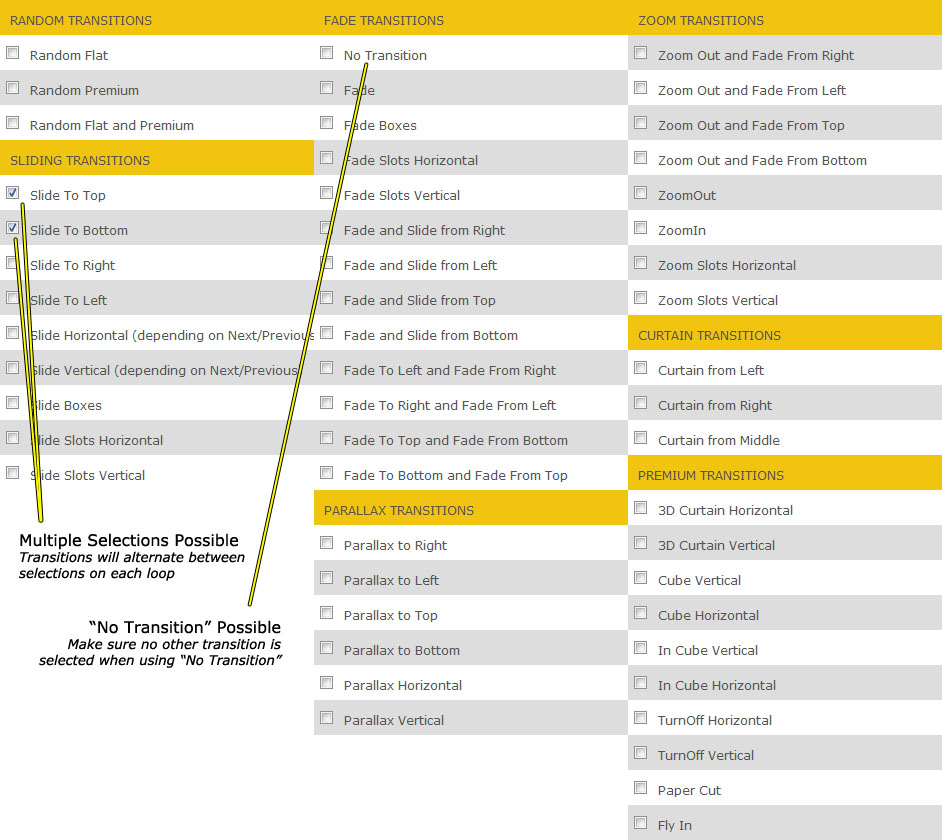 RANDOM TRANSITIONS
Random Flat
Random Premium
Random Flat and Premium
SLIDING TRANSITIONS
Slide To Top
Slide To Bottom
Slide To Right
Slide To Left
Slide Horizontal (depending on Next/Previous
Slide Vertical (depending on Next/Previous
Slide Boxes
Slide Slots Horizontal
Slide Slots Vertical
Multiple Selections Possible
Transitions will alternate between
selections on each loop
“No Transition” Possible
Make sure no other transition is
selected when using “No Transition”
FADE TRANSITIONS
No Transition
Fade
Fade Boxes
Fade Slots Horizontal
Fade Slots Vertical
Fade and Slide from Right
Fade and Slide from Left
Fade and Slide from Top
Fade and Slide from Bottom
Fade To Left and Fade From Right
Fade To Right and Fade From Left
Fade To Top and Fade From Bottom
Fade To Bottom and Fade From Top
PARALLAX TRANSITIONS
Parallax to Right
Parallax to Left
Parallax to Top
Parallax to Bottom
Parallax Horizontal
Parallax Vertical
ZOOM TRANSITIONS
Zoom Out and Fade From Right
Zoom Out and Fade From Left
Zoom Out and Fade From Top
Zoom Out and Fade From Bottom
ZoomOut
ZoomIn
Zoom Slots Horizontal
Zoom Slots Vertical
CURTAIN TRANSITIONS
Curtain from Left
Curtain from Right
Curtain from Middle
PREMIUM TRANSITIONS
3D Curtain Horizontal
3D Curtain Vertical
Cube Vertical
Cube Horizontal
In Cube Vertical
In Cube Horizontal
TurnOff Horizontal
TurnOff Vertical
Paper Cut
Fly In